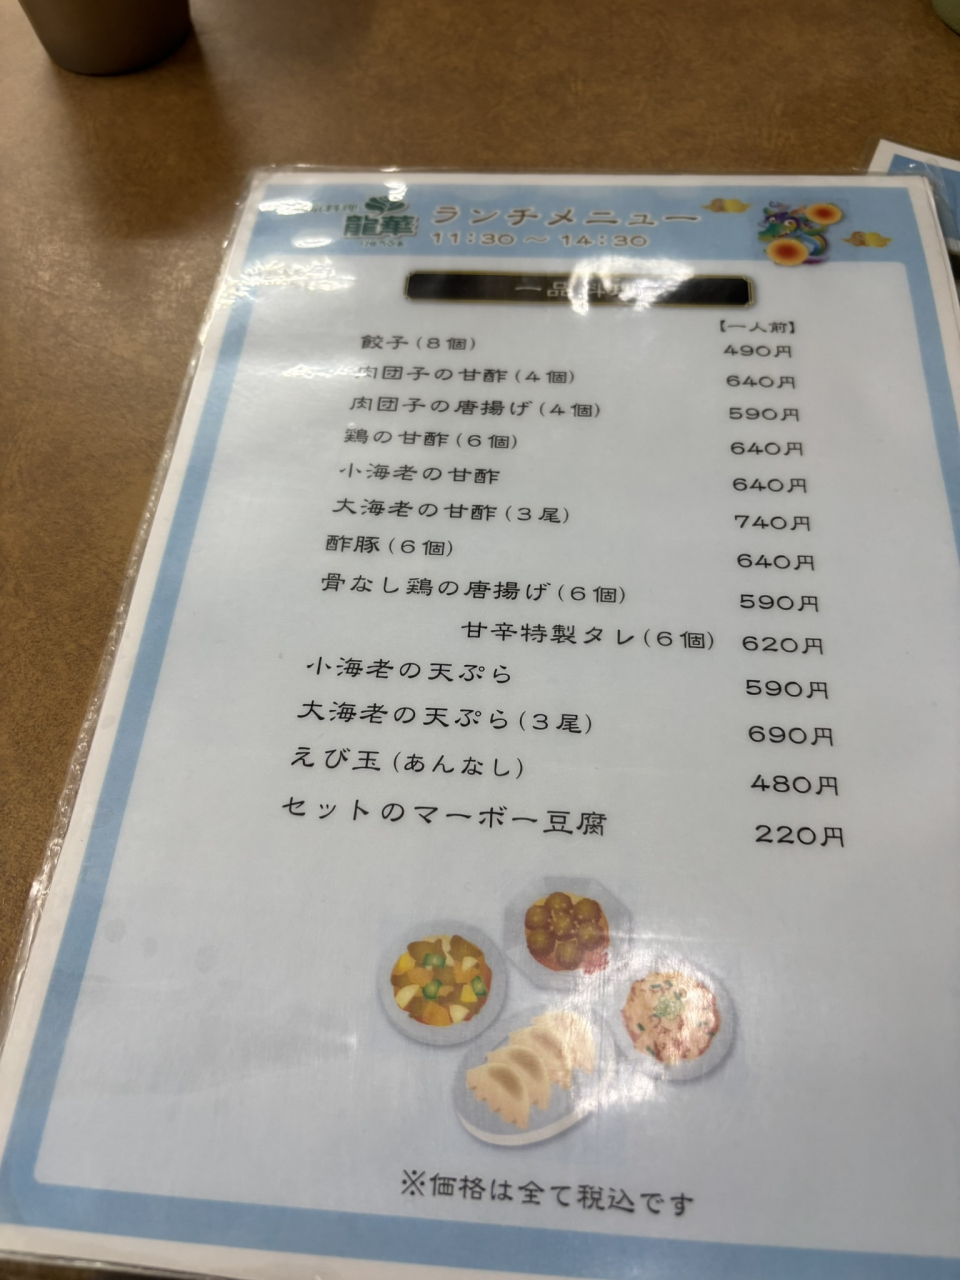 料理
龍華
ランチメニュー
11:30 〜 14:30
一品料理
【一人前】
餃子(8個) 490円
肉団子の甘酢(4個) 640円
肉団子の唐揚げ(4個) 590円
鶏の甘酢(6個) 640円
小海老の甘酢 640円
大海老の甘酢(3尾) 740円
酢豚(6個) 640円
骨なし鶏の唐揚げ(6個) 590円
甘辛特製タレ(6個) 620円
小海老の天ぷら 590円
大海老の天ぷら(3尾) 690円
えび玉(あんなし) 480円
セットのマーボー豆腐 220円
※価格は全て税込です